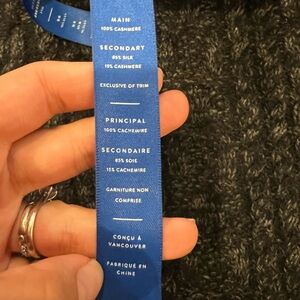 MAIN
100% CASHMERE
SECONDARY
85% SILK
15% CASHMERE
EXCLUSIVE OF TRIM
PRINCIPAL
100% CACHEMIRE
SECONDAIRE
85% SOIE
15% CACHEMIRE
GARNITURE NON
COMPRISE
CONÇU À
VANCOUVER
FABRIQUÉ EN
CHINE